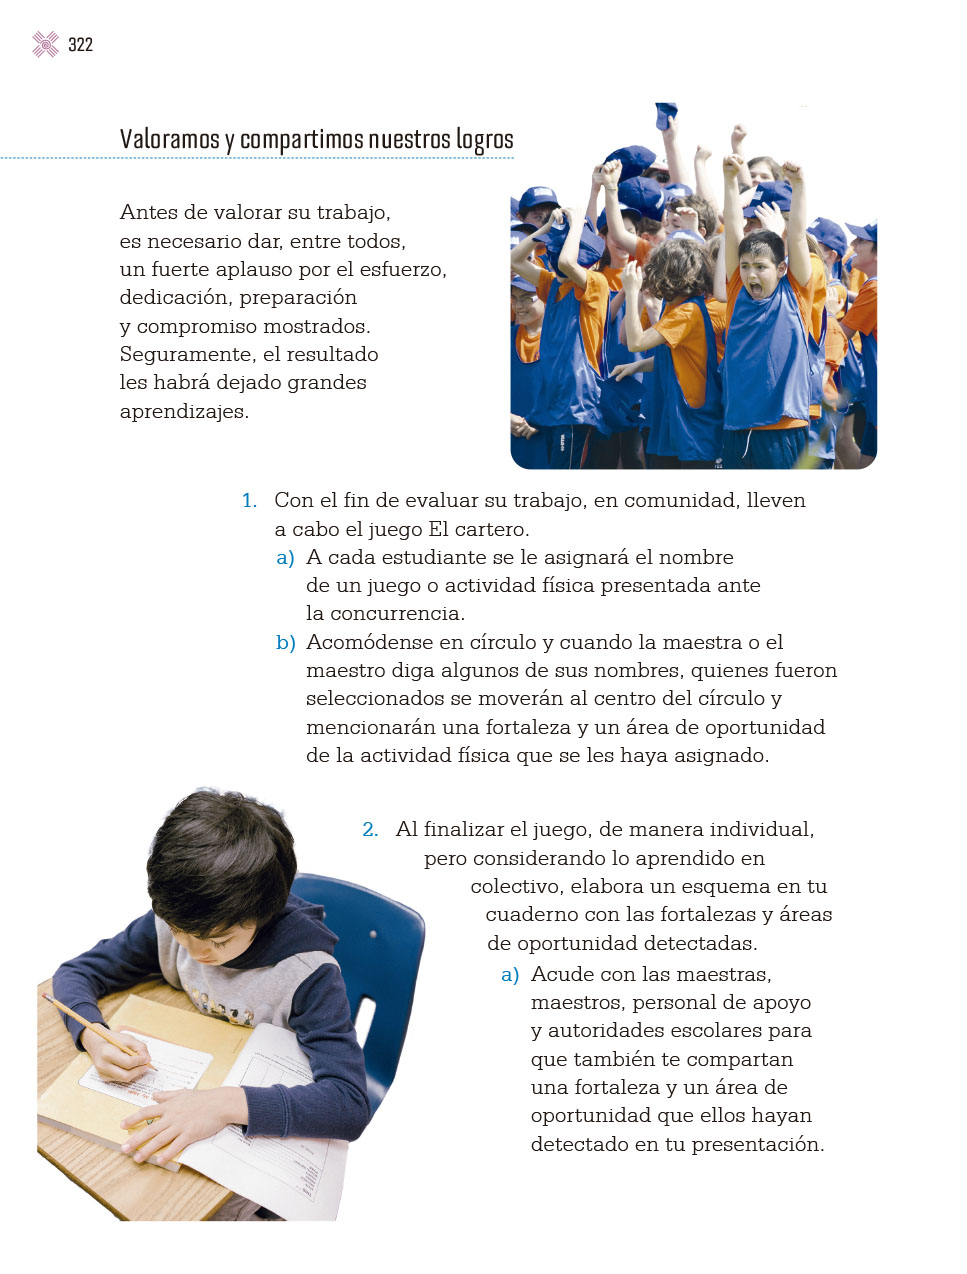 322
Valoramos y compartimos nuestros logros
Antes de valorar su trabajo,
es necesario dar, entre todos,
un fuerte aplauso por el esfuerzo,
dedicación, preparación
y compromiso mostrados.
Seguramente, el resultado
les habrá dejado grandes
aprendizajes.
1. Con el fin de evaluar su trabajo, en comunidad, lleven
a cabo el juego El cartero.
a) A cada estudiante se le asignará el nombre
de un juego o actividad física presentada ante
la concurrencia.
b) Acomódense en círculo y cuando la maestra o el
maestro diga algunos de sus nombres, quienes fueron
seleccionados se moverán al centro del círculo y
mencionarán una fortaleza y un área de oportunidad
de la actividad física que se les haya asignado.
2. Al finalizar el juego, de manera individual,
pero considerando lo aprendido en
colectivo, elabora un esquema en tu
cuaderno con las fortalezas y áreas
de oportunidad detectadas.
a) Acude con las maestras,
maestros, personal de apoyo
y autoridades escolares para
que también te compartan
una fortaleza y un área de
oportunidad que ellos hayan
detectado en tu presentación.